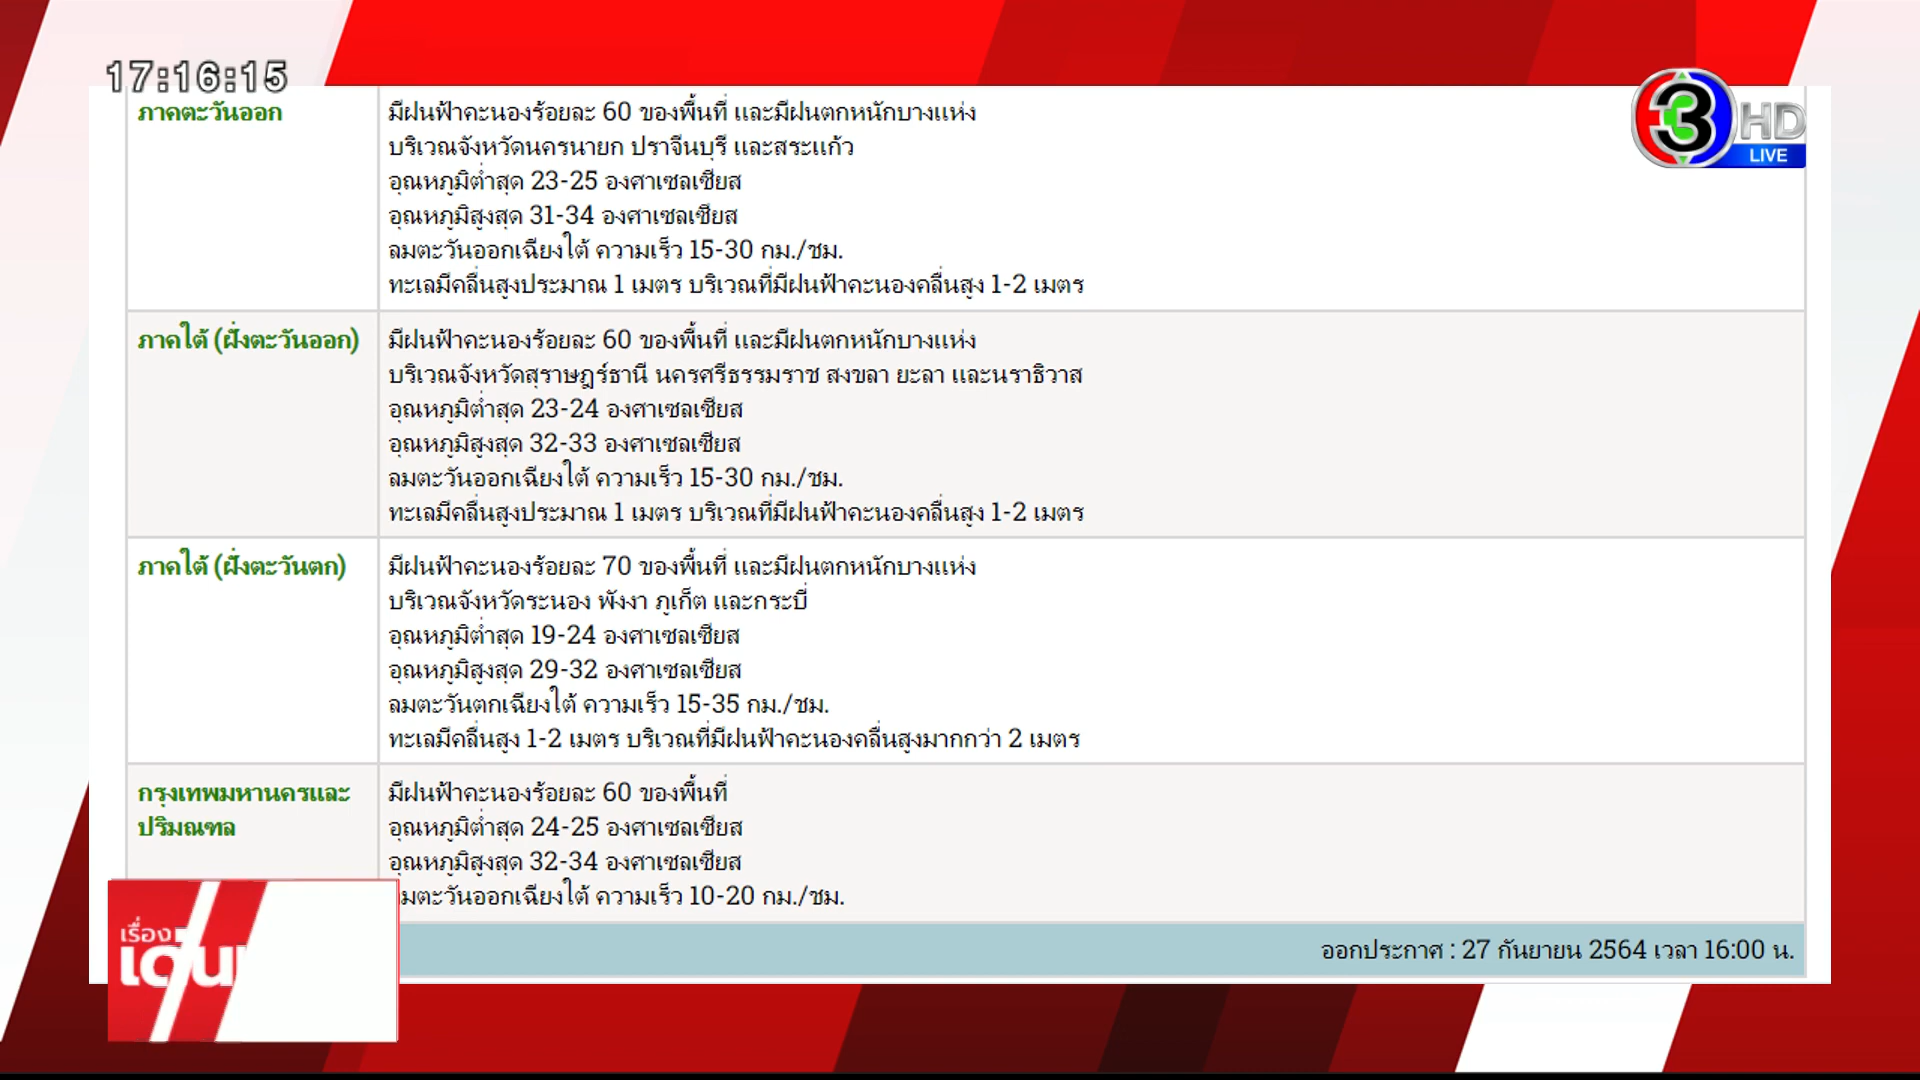 17:16:15
3 HD
LIVE
ภาคตะวันออก
มีฝนฟ้าคะนองร้อยละ 60 ของพื้นที่ และมีฝนตกหนักบางแห่ง
บริเวณจังหวัดนครนายก ปราจีนบุรี และสระแก้ว
อุณหภูมิต่ำสุด 23-25 องศาเซลเซียส
อุณหภูมิสูงสุด 31-34 องศาเซลเซียส
ลมตะวันออกเฉียงใต้ ความเร็ว 15-30 กม./ชม.
ทะเลมีคลื่นสูงประมาณ 1 เมตร บริเวณที่มีฝนฟ้าคะนองคลื่นสูง 1-2 เมตร
ภาคใต้ (ฝั่งตะวันออก)
มีฝนฟ้าคะนองร้อยละ 60 ของพื้นที่ และมีฝนตกหนักบางแห่ง
บริเวณจังหวัดสุราษฎร์ธานี นครศรีธรรมราช สงขลา ยะลา และนราธิวาส
อุณหภูมิต่ำสุด 23-24 องศาเซลเซียส
อุณหภูมิสูงสุด 32-33 องศาเซลเซียส
ลมตะวันออกเฉียงใต้ ความเร็ว 15-30 กม./ชม.
ทะเลมีคลื่นสูงประมาณ 1 เมตร บริเวณที่มีฝนฟ้าคะนองคลื่นสูง 1-2 เมตร
ภาคใต้ (ฝั่งตะวันตก)
มีฝนฟ้าคะนองร้อยละ 70 ของพื้นที่ และมีฝนตกหนักบางแห่ง
บริเวณจังหวัดระนอง พังงา ภูเก็ต และกระบี่
อุณหภูมิต่ำสุด 19-24 องศาเซลเซียส
อุณหภูมิสูงสุด 29-32 องศาเซลเซียส
ลมตะวันตกเฉียงใต้ ความเร็ว 15-35 กม./ชม.
ทะเลมีคลื่นสูง 1-2 เมตร บริเวณที่มีฝนฟ้าคะนองคลื่นสูงมากกว่า 2 เมตร
กรุงเทพมหานครและ
ปริมณฑล
มีฝนฟ้าคะนองร้อยละ 60 ของพื้นที่
อุณหภูมิต่ำสุด 24-25 องศาเซลเซียส
อุณหภูมิสูงสุด 32-34 องศาเซลเซียส
ลมตะวันออกเฉียงใต้ ความเร็ว 10-20 กม./ชม.
เรื่อง
ออกประกาศ : 27 กันยายน 2564 เวลา 16:00 น.